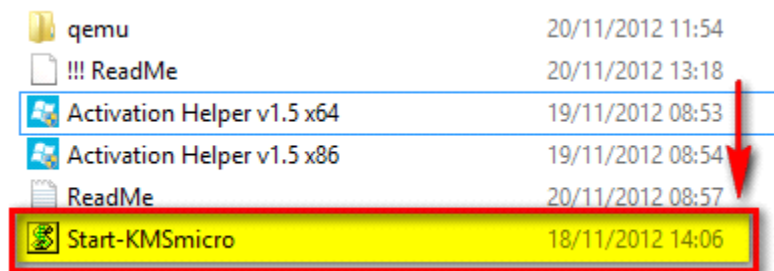 qemu 20/11/2012 11:54
!!! ReadMe 20/11/2012 13:18
Activation Helper v1.5 x64 19/11/2012 08:53
Activation Helper v1.5 x86 19/11/2012 08:54
ReadMe 20/11/2012 08:57
Start-KMSmicro 18/11/2012 14:06